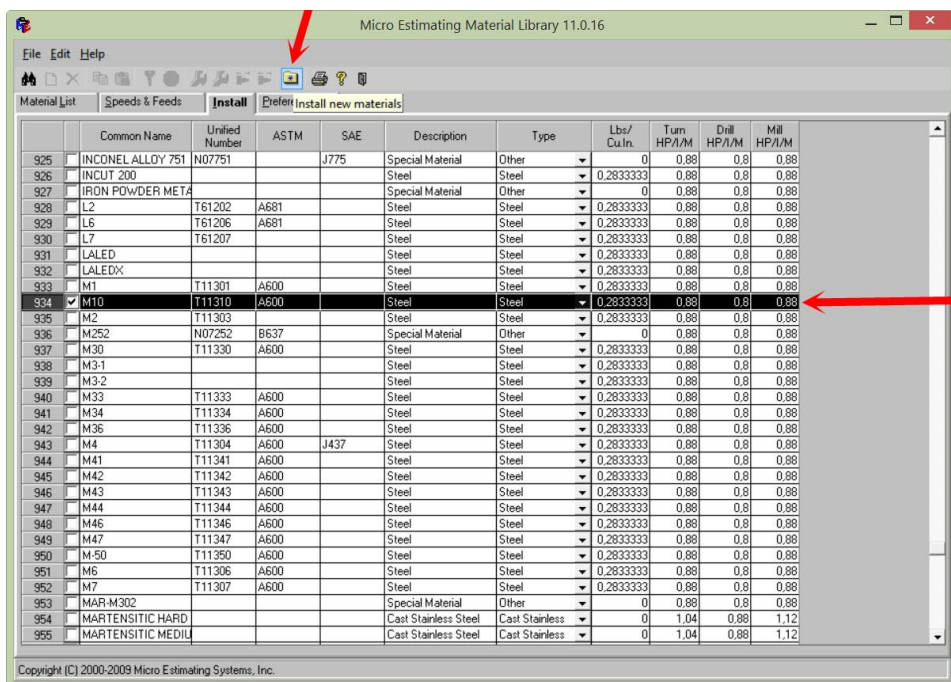 Micro Estimating Material Library 11.0.16
File Edit Help
Material List Speeds & Feeds Install Prefere Install new materials
Common Name Unified Number ASTM SAE Description Type Lbs/ Cu.In. Turn HP/I/M Drill HP/I/M Mill HP/I/M
925 INCONEL ALLOY 751 N07751 J775 Special Material Other 0 0,88 0,8 0,88
926 INCUT 200 Steel Steel 0,2833333 0,88 0,8 0,88
927 IRON POWDER META Special Material Other 0 0,88 0,8 0,88
928 L2 T61202 A681 Steel Steel 0,2833333 0,88 0,8 0,88
929 L6 T61206 A681 Steel Steel 0,2833333 0,88 0,8 0,88
930 L7 T61207 Steel Steel 0,2833333 0,88 0,8 0,88
931 LALED Steel Steel 0,2833333 0,88 0,8 0,88
932 LALEDX Steel Steel 0,2833333 0,88 0,8 0,88
933 M1 T11301 A600 Steel Steel 0,2833333 0,88 0,8 0,88
934 M10 T11310 A600 Steel Steel 0,2833333 0,88 0,8 0,88
935 M2 T11303 Steel Steel 0,2833333 0,88 0,8 0,88
936 M252 N07252 B637 Special Material Other 0 0,88 0,8 0,88
937 M30 T11330 A600 Steel Steel 0,2833333 0,88 0,8 0,88
938 M3-1 Steel Steel 0,2833333 0,88 0,8 0,88
939 M3-2 Steel Steel 0,2833333 0,88 0,8 0,88
940 M33 T11333 A600 Steel Steel 0,2833333 0,88 0,8 0,88
941 M34 T11334 A600 Steel Steel 0,2833333 0,88 0,8 0,88
942 M36 T11336 A600 Steel Steel 0,2833333 0,88 0,8 0,88
943 M4 T11304 A600 J437 Steel Steel 0,2833333 0,88 0,8 0,88
944 M41 T11341 A600 Steel Steel 0,2833333 0,88 0,8 0,88
945 M42 T11342 A600 Steel Steel 0,2833333 0,88 0,8 0,88
946 M43 T11343 A600 Steel Steel 0,2833333 0,88 0,8 0,88
947 M44 T11344 A600 Steel Steel 0,2833333 0,88 0,8 0,88
948 M46 T11346 A600 Steel Steel 0,2833333 0,88 0,8 0,88
949 M47 T11347 A600 Steel Steel 0,2833333 0,88 0,8 0,88
950 M-50 T11350 A600 Steel Steel 0,2833333 0,88 0,8 0,88
951 M6 T11306 A600 Steel Steel 0,2833333 0,88 0,8 0,88
952 M7 T11307 A600 Steel Steel 0,2833333 0,88 0,8 0,88
953 MAR-M302 Special Material Other 0 0,88 0,8 0,88
954 MARTENSITIC HARD Cast Stainless Steel Cast Stainless 0 1,04 0,88 1,12
955 MARTENSITIC MEDIU Cast Stainless Steel Cast Stainless 0 1,04 0,88 1,12
Copyright (C) 2000-2009 Micro Estimating Systems, Inc.